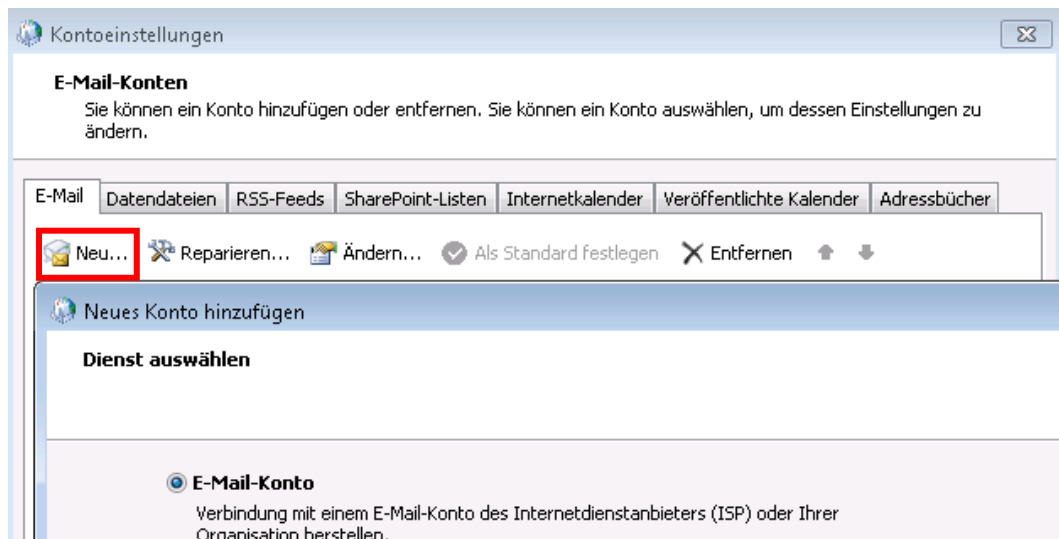 Kontoeinstellungen
E-Mail-Konten
Sie können ein Konto hinzufügen oder entfernen. Sie können ein Konto auswählen, um dessen Einstellungen zu
ändern.
E-Mail Datendateien RSS-Feeds SharePoint-Listen Internetkalender Veröffentlichte Kalender Adressbücher
Neu... Reparieren... Ändern... Als Standard festlegen Entfernen
Neues Konto hinzufügen
Dienst auswählen
E-Mail-Konto
Verbindung mit einem E-Mail-Konto des Internetdienstanbieters (ISP) oder Ihrer
Organisation herstellen.